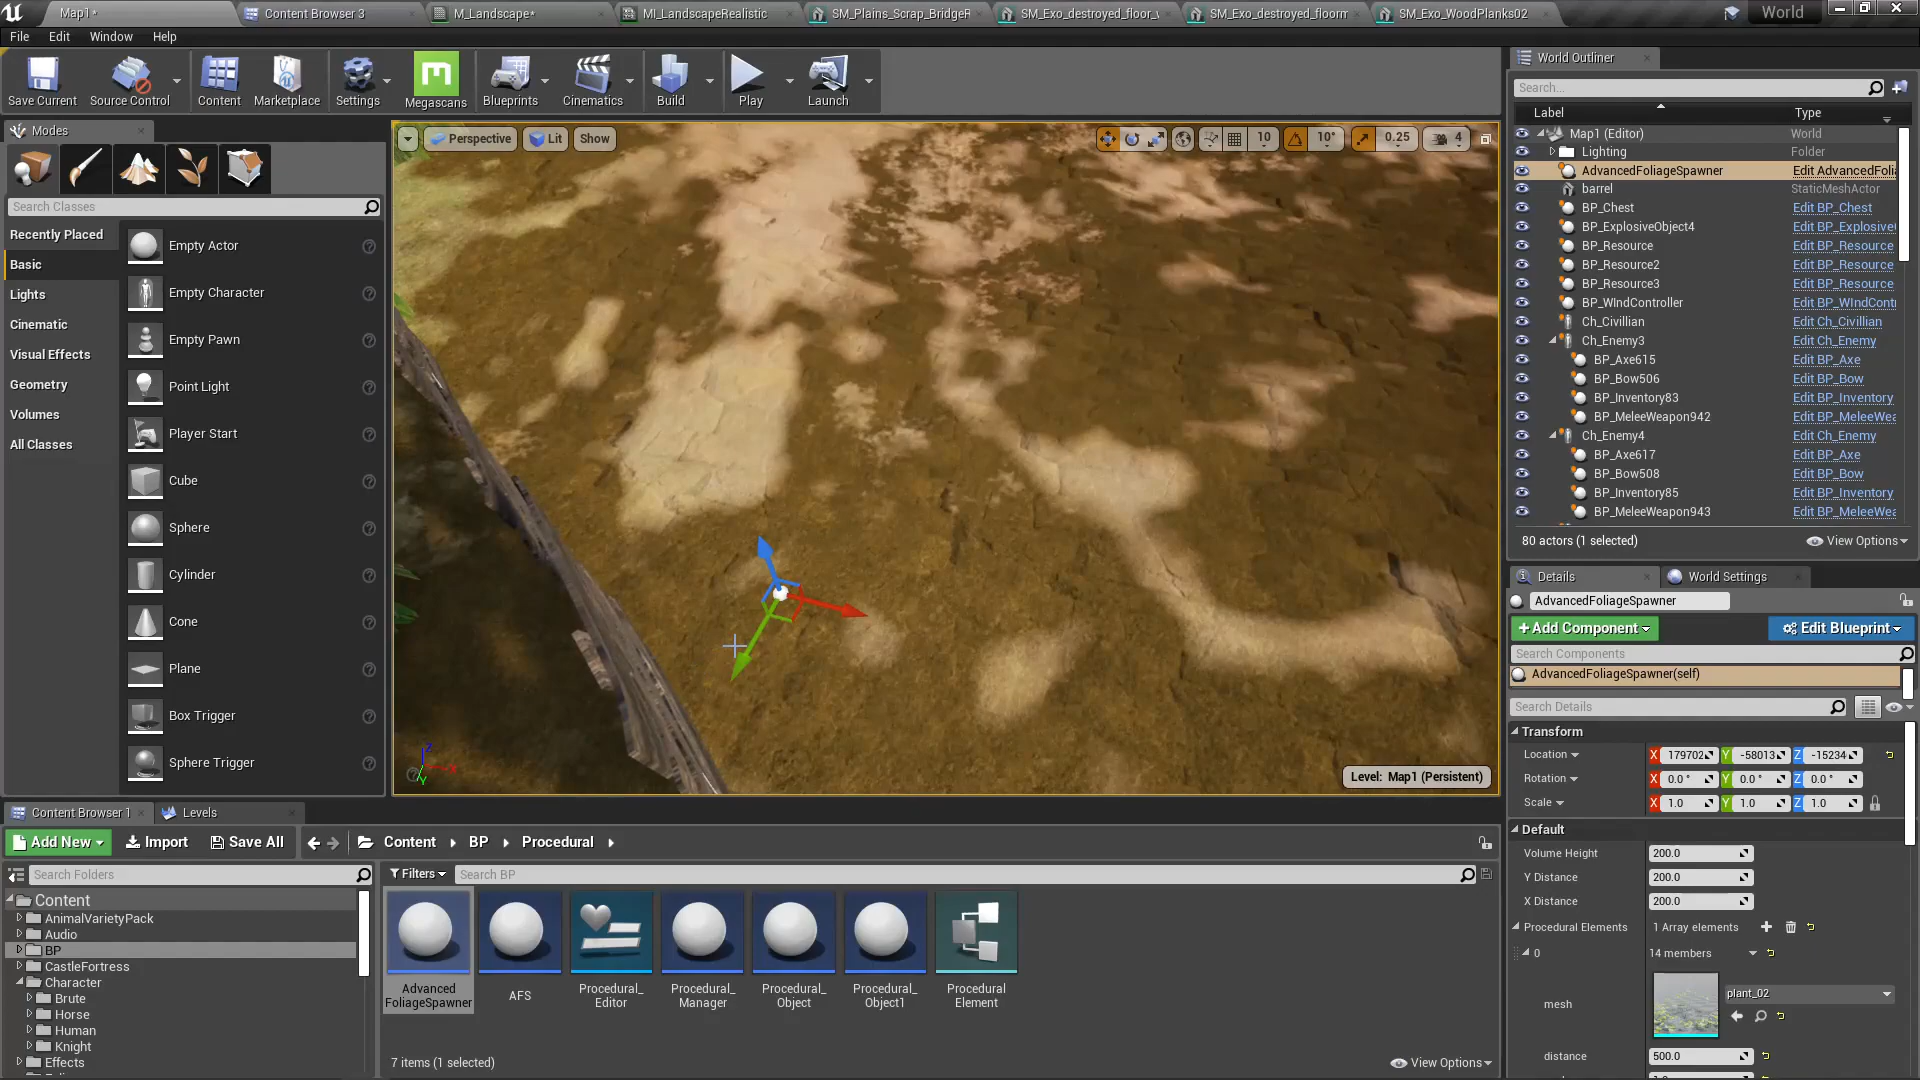 Map1*
Content Browser 3
M_Landscape*
MI_LandscapeRealistic
SM_Plains_Scrap_BridgeR
SM_Exo_destroyed_floor_
SM_Exo_destroyed_floorm
SM_Exo_WoodPlanks02
World
File Edit Window Help
Save Current
Source Control
Content
Marketplace
Settings
Megascans
Blueprints
Cinematics
Build
Play
Launch
Modes
Search Classes
Recently Placed
Basic
Lights
Cinematic
Visual Effects
Geometry
Volumes
All Classes
Empty Actor
Empty Character
Empty Pawn
Point Light
Player Start
Cube
Sphere
Cylinder
Cone
Plane
Box Trigger
Sphere Trigger
Perspective Lit Show
10 10° 0.25 4
Level: Map1 (Persistent)
World Outliner
Search...
Label Type
Map1 (Editor) World
Lighting Folder
AdvancedFoliageSpawner Edit AdvancedFoli
barrel StaticMeshActor
BP_Chest Edit BP_Chest
BP_ExplosiveObject4 Edit BP_Explosive
BP_Resource Edit BP_Resource
BP_Resource2 Edit BP_Resource
BP_Resource3 Edit BP_Resource
BP_WIndController Edit BP_WIndContr
Ch_Civillian Edit Ch_Civillian
Ch_Enemy3 Edit Ch_Enemy
BP_Axe615 Edit BP_Axe
BP_Bow506 Edit BP_Bow
BP_Inventory83 Edit BP_Inventory
BP_MeleeWeapon942 Edit BP_MeleeWea
Ch_Enemy4 Edit Ch_Enemy
BP_Axe617 Edit BP_Axe
BP_Bow508 Edit BP_Bow
BP_Inventory85 Edit BP_Inventory
BP_MeleeWeapon943 Edit BP_MeleeWea
80 actors (1 selected) View Options
Details World Settings
AdvancedFoliageSpawner
+Add Component Edit Blueprint
Search Components
AdvancedFoliageSpawner(self)
Search Details
Transform
Location X 179702 Y -58013 Z -15234
Rotation X 0.0 ° Y 0.0 ° Z 0.0 °
Scale X 1.0 Y 1.0 Z 1.0
Default
Volume Height 200.0
Y Distance 200.0
X Distance 200.0
Procedural Elements 1 Array elements
0 14 members
mesh plant_02
distance 500.0
Content Browser 1 Levels
Add New Import Save All Content BP Procedural
Search Folders
Filters Search BP
Content
AnimalVarietyPack
Audio
BP
CastleFortress
Character
Brute
Horse
Human
Knight
Effects
Advanced
FoliageSpawner
AFS
Procedural_
Editor
Procedural_
Manager
Procedural_
Object
Procedural_
Object1
Procedural
Element
7 items (1 selected) View Options